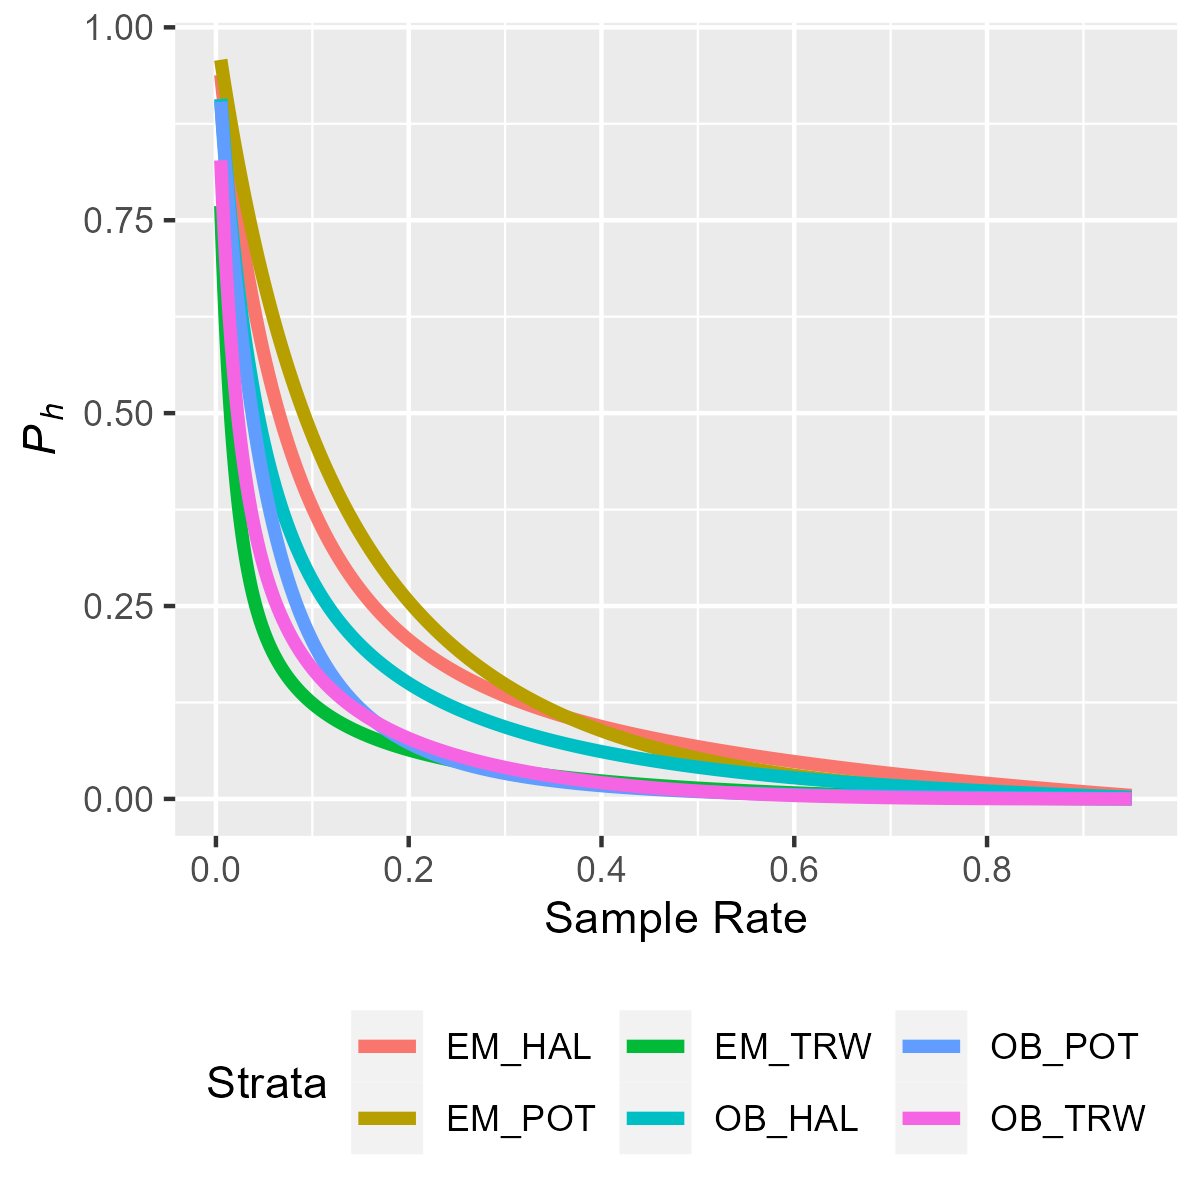 1.00
0.75
0.50
0.25
0.00
P h
0.0 0.2 0.4 0.6 0.8
Sample Rate
Strata
EM_HAL EM_TRW OB_POT
EM_POT OB_HAL OB_TRW